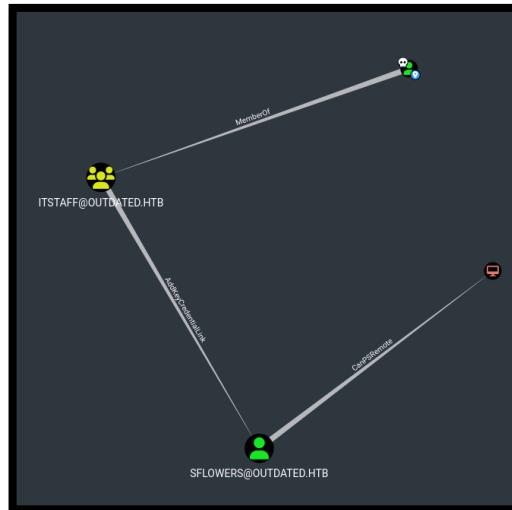 MemberOf
ITSTAFF@OUTDATED.HTB
AddKeyCredentialLink
CanPSRemote
SFLOWERS@OUTDATED.HTB